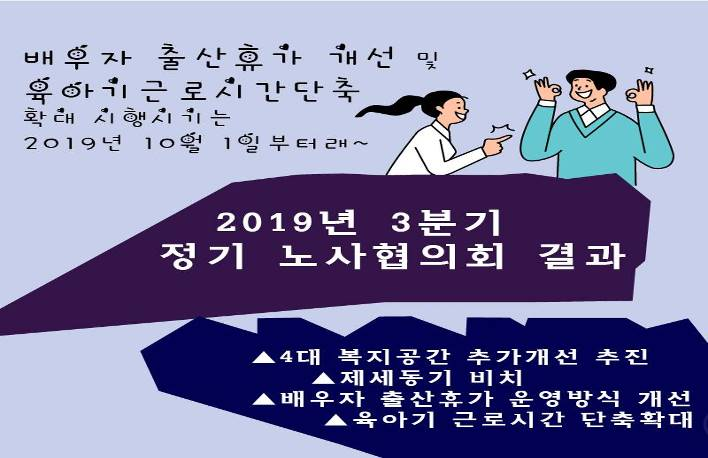 배우자 출산휴가 개선 및
육아기근로시간단축
확대 시행시기는
2019년 10월 1일부터래~
2019년 3분기
정기 노사협의회 결과
▲4대 복지공간 추가개선 추진
▲제세동기 비치
▲배우자 출산휴가 운영방식 개선
▲육아기 근로시간 단축확대